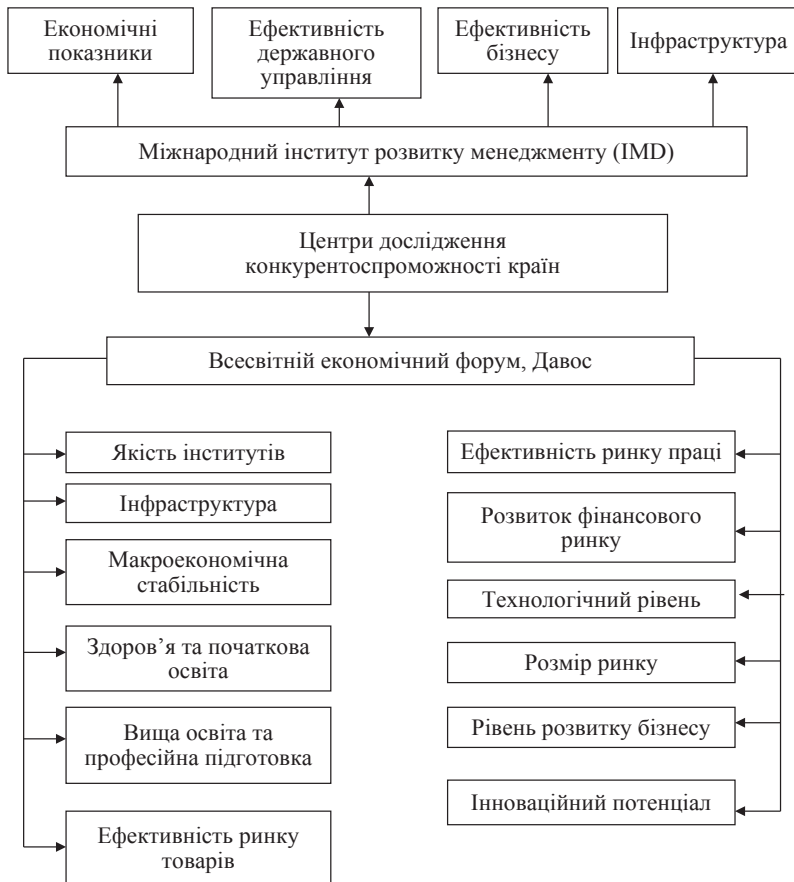 Економічні
показники
Ефективність
державного
управління
Ефективність
бізнесу
Інфраструктура
Міжнародний інститут розвитку менеджменту (IMD)
Центри дослідження
конкурентоспроможності країн
Всесвітній економічний форум, Давос
Якість інститутів
Інфраструктура
Макроекономічна
стабільність
Здоров’я та початкова
освіта
Вища освіта та
професійна підготовка
Ефективність ринку
товарів
Ефективність ринку праці
Розвиток фінансового
ринку
Технологічний рівень
Розмір ринку
Рівень розвитку бізнесу
Інноваційний потенціал